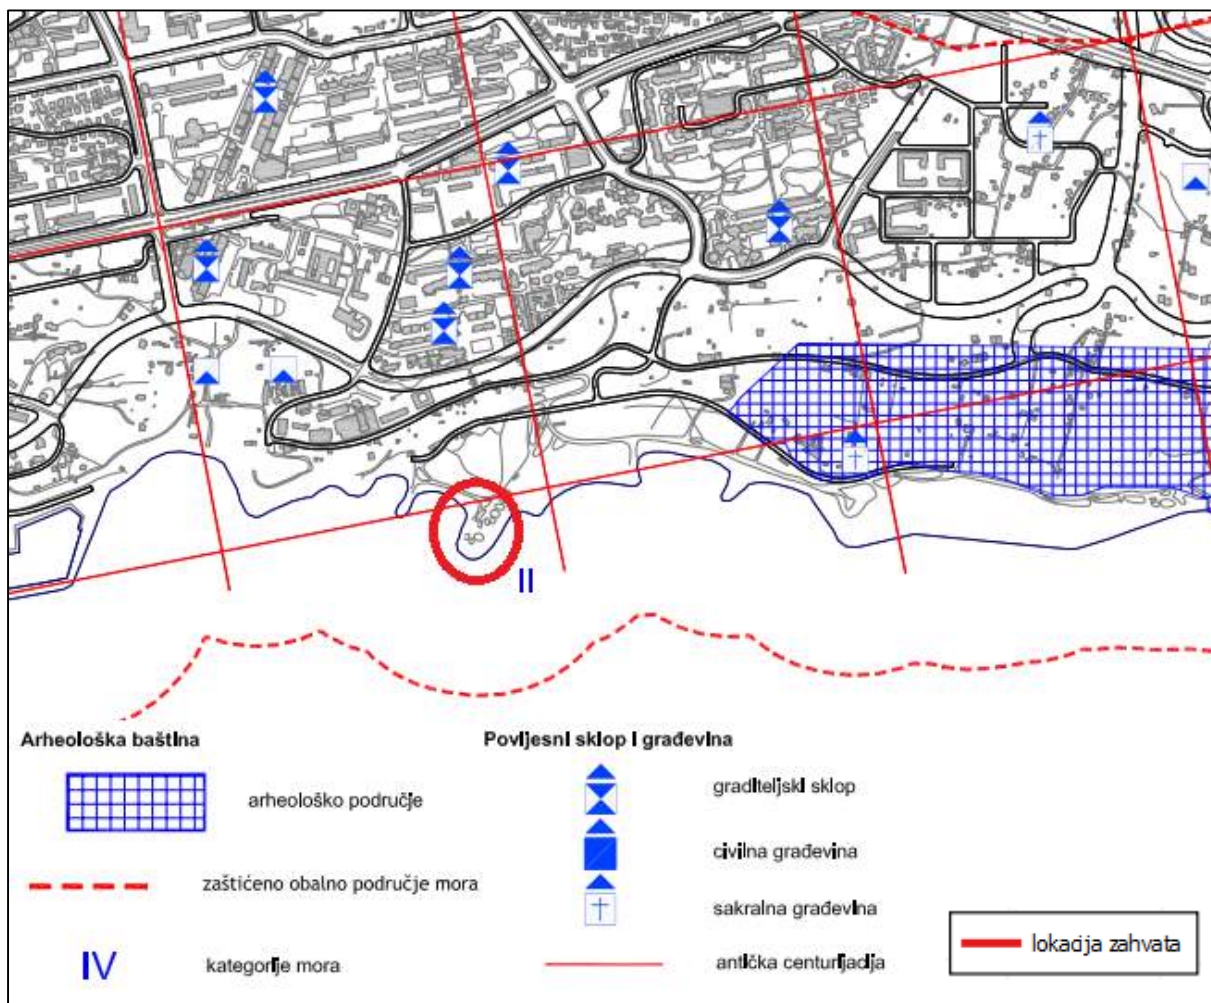 II
Arheološka baština
arheološko područje
zaštićeno obalno područje mora
IV
kategorije mora
Povijesni sklop i građevina
graditeljski sklop
civilna građevina
sakralna građevina
antička centurijacija
lokacija zahvata